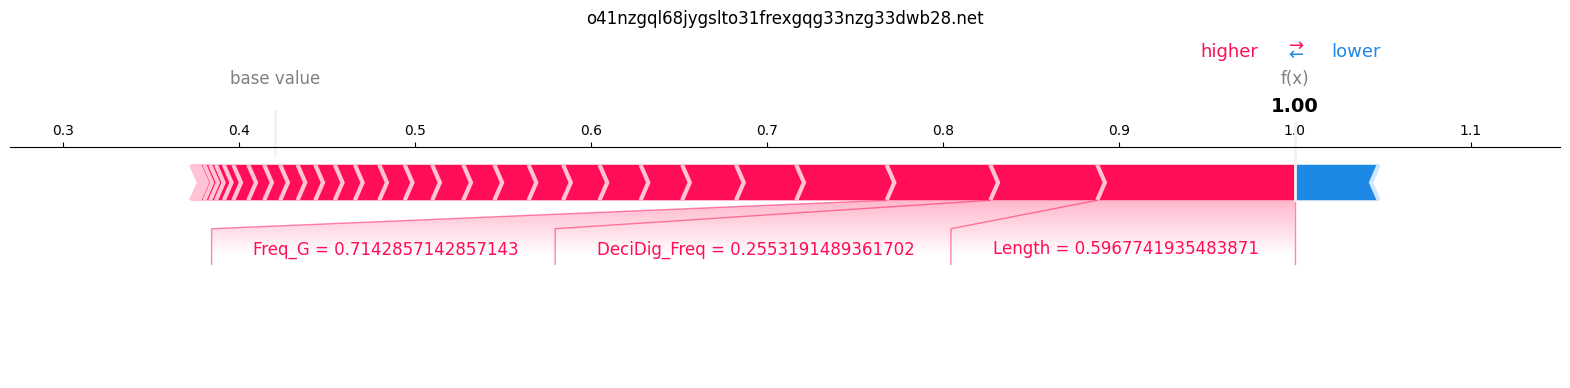 o41nzgql68jygslto31frexgqg33nzg33dwb28.net
higher ⇄ lower
base value
f(x)
1.00
0.3 0.4 0.5 0.6 0.7 0.8 0.9 1.0 1.1
Freq_G = 0.7142857142857143 DeciDig_Freq = 0.2553191489361702 Length = 0.5967741935483871